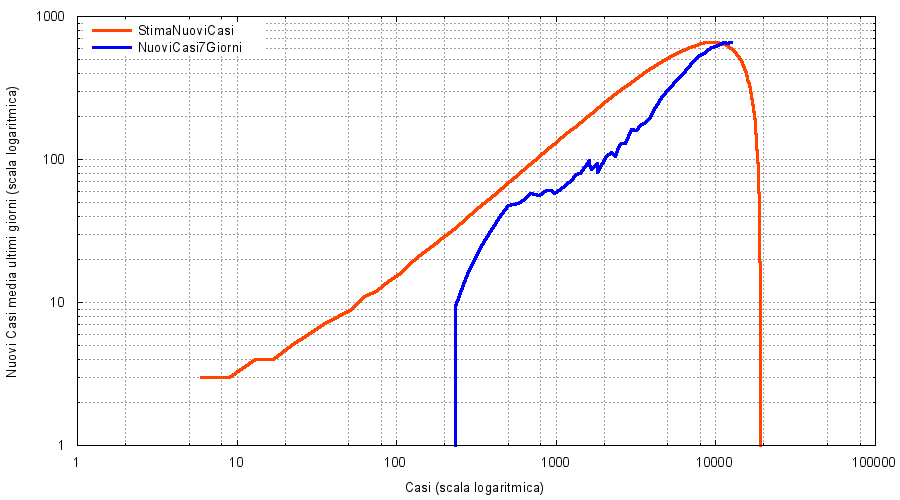 1000
StimaNuoviCasi
NuoviCasi7Giorni
100
10
1
1 10 100 1000 10000 100000
Nuovi Casi media ultimi giorni (scala logaritmica)
Casi (scala logaritmica)